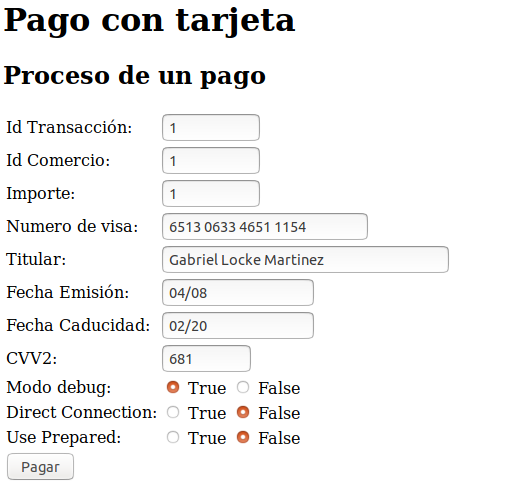 Pago con tarjeta
Proceso de un pago
Id Transacción: 1
Id Comercio: 1
Importe: 1
Numero de visa: 6513 0633 4651 1154
Titular: Gabriel Locke Martinez
Fecha Emisión: 04/08
Fecha Caducidad: 02/20
CVV2: 681
Modo debug: True False
Direct Connection: True False
Use Prepared: True False
Pagar